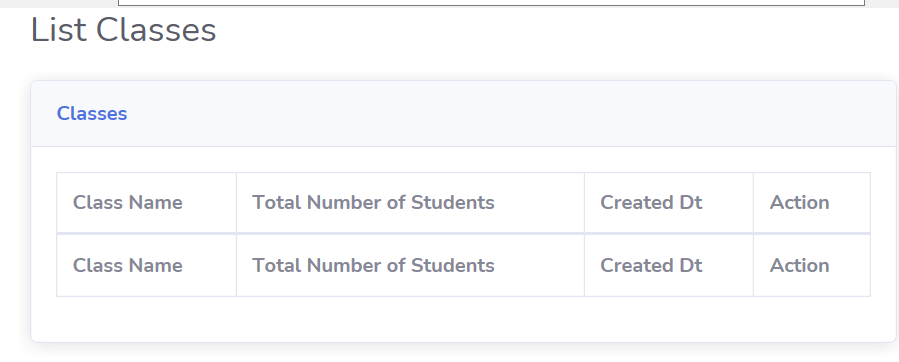 List Classes
Classes
Class Name Total Number of Students Created Dt Action
Class Name Total Number of Students Created Dt Action